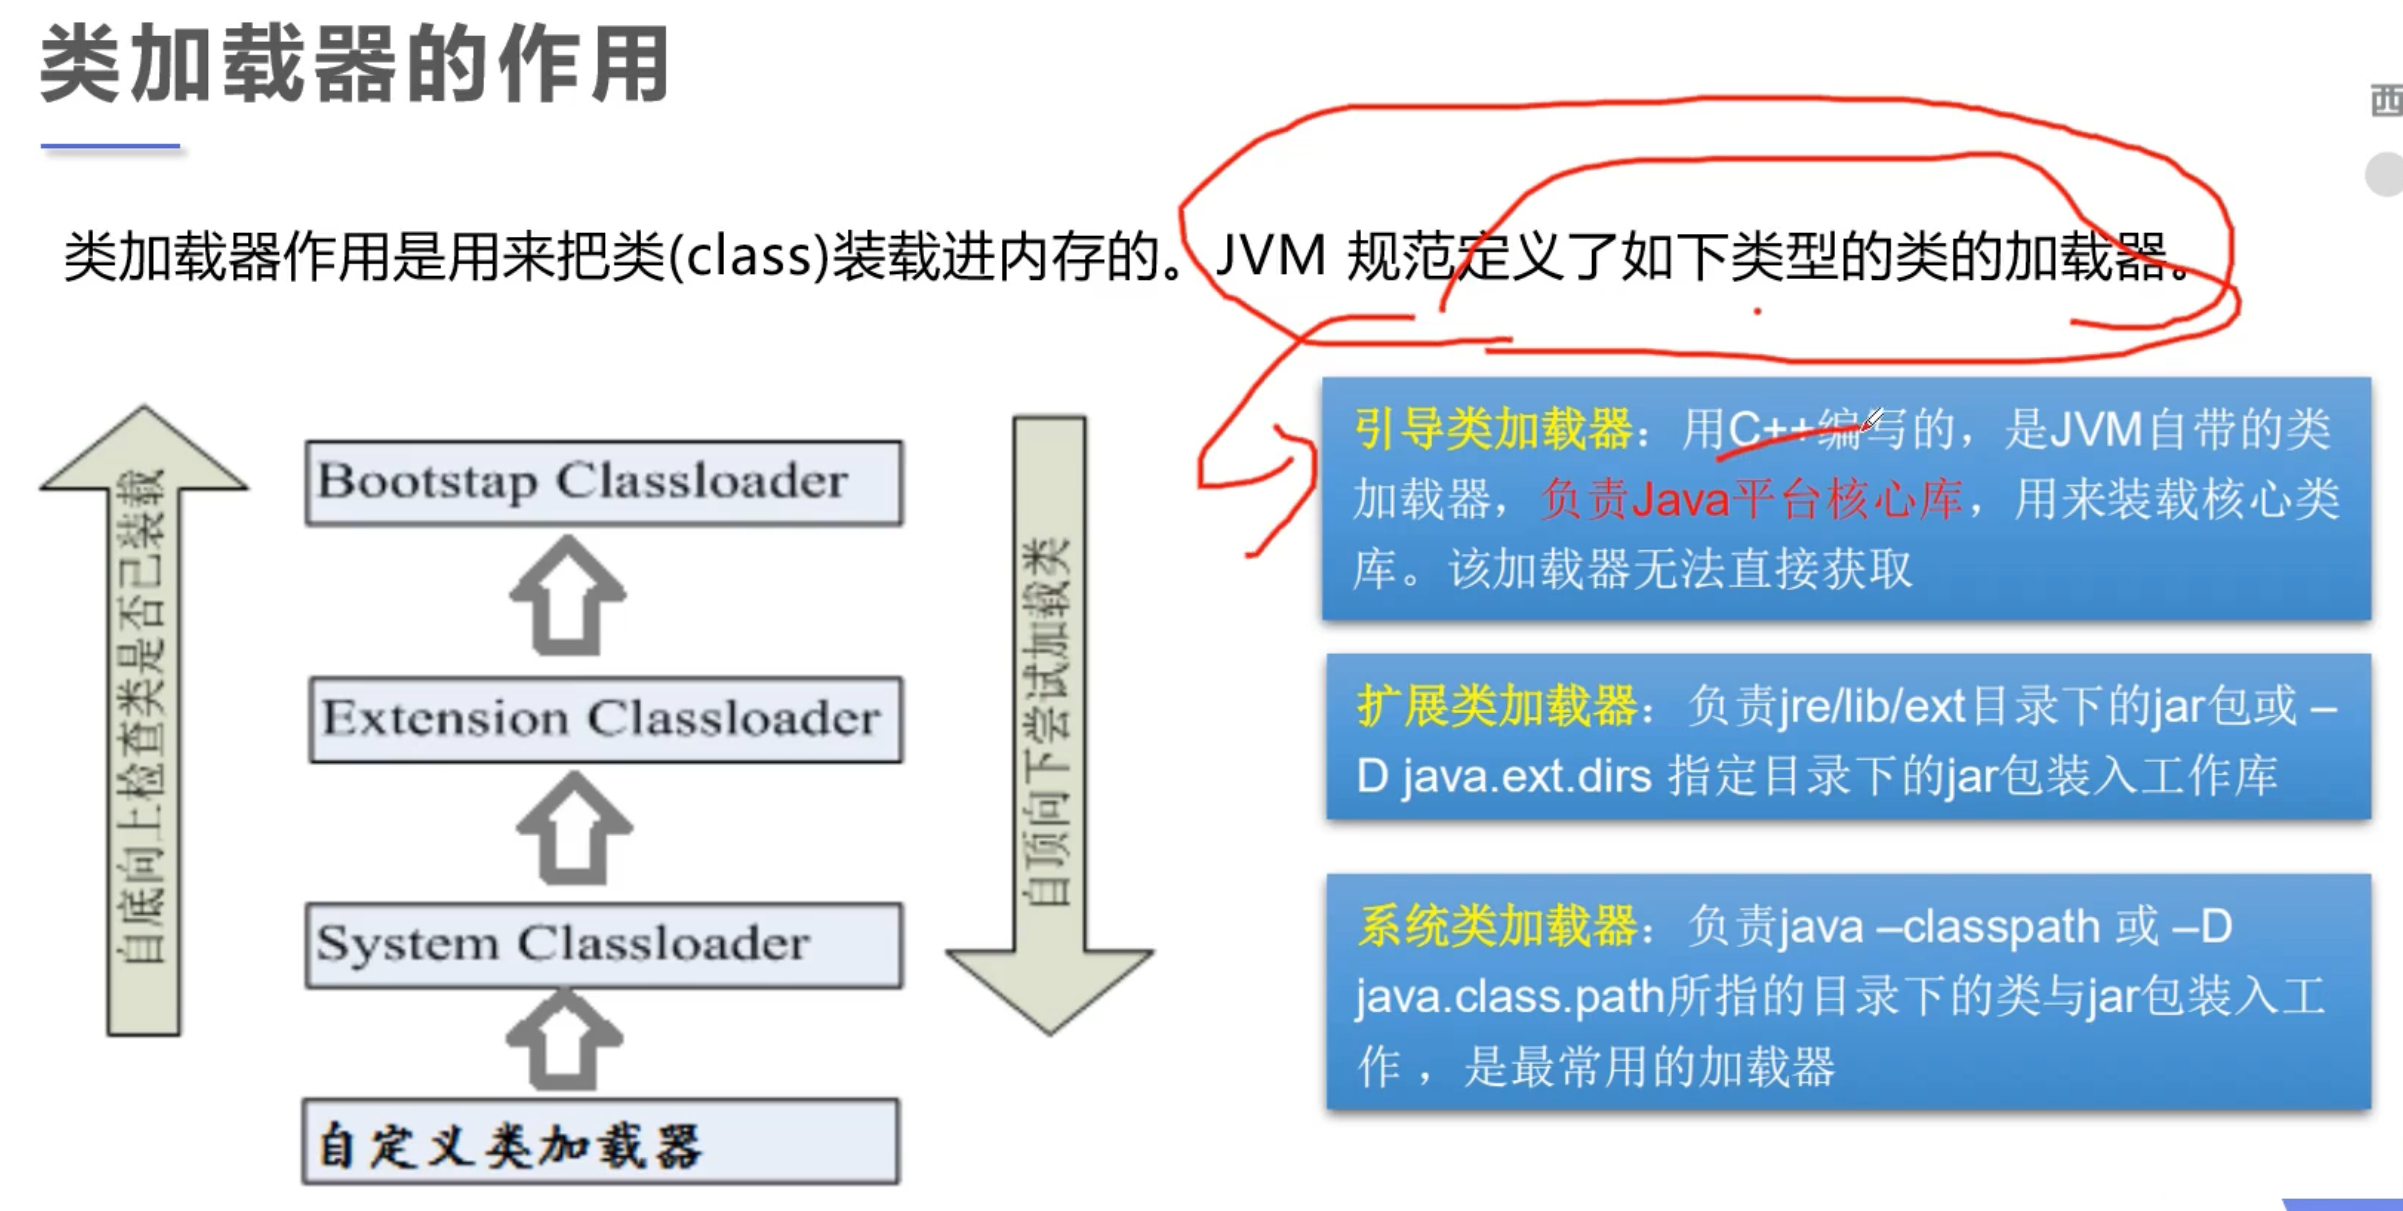 类加载器的作用
西
类加载器作用是用来把类(class)装载进内存的。JVM 规范定义了如下类型的类的加载器。
自底向上检查类是否已装载
Bootstap Classloader
Extension Classloader
System Classloader
自定义类加载器
自顶向下尝试加载类
引导类加载器：用C++编写的，是JVM自带的类
加载器，负责Java平台核心库，用来装载核心类
库。该加载器无法直接获取
扩展类加载器：负责jre/lib/ext目录下的jar包或 –
D java.ext.dirs 指定目录下的jar包装入工作库
系统类加载器：负责java –classpath 或 –D
java.class.path所指的目录下的类与jar包装入工
作 ，是最常用的加载器